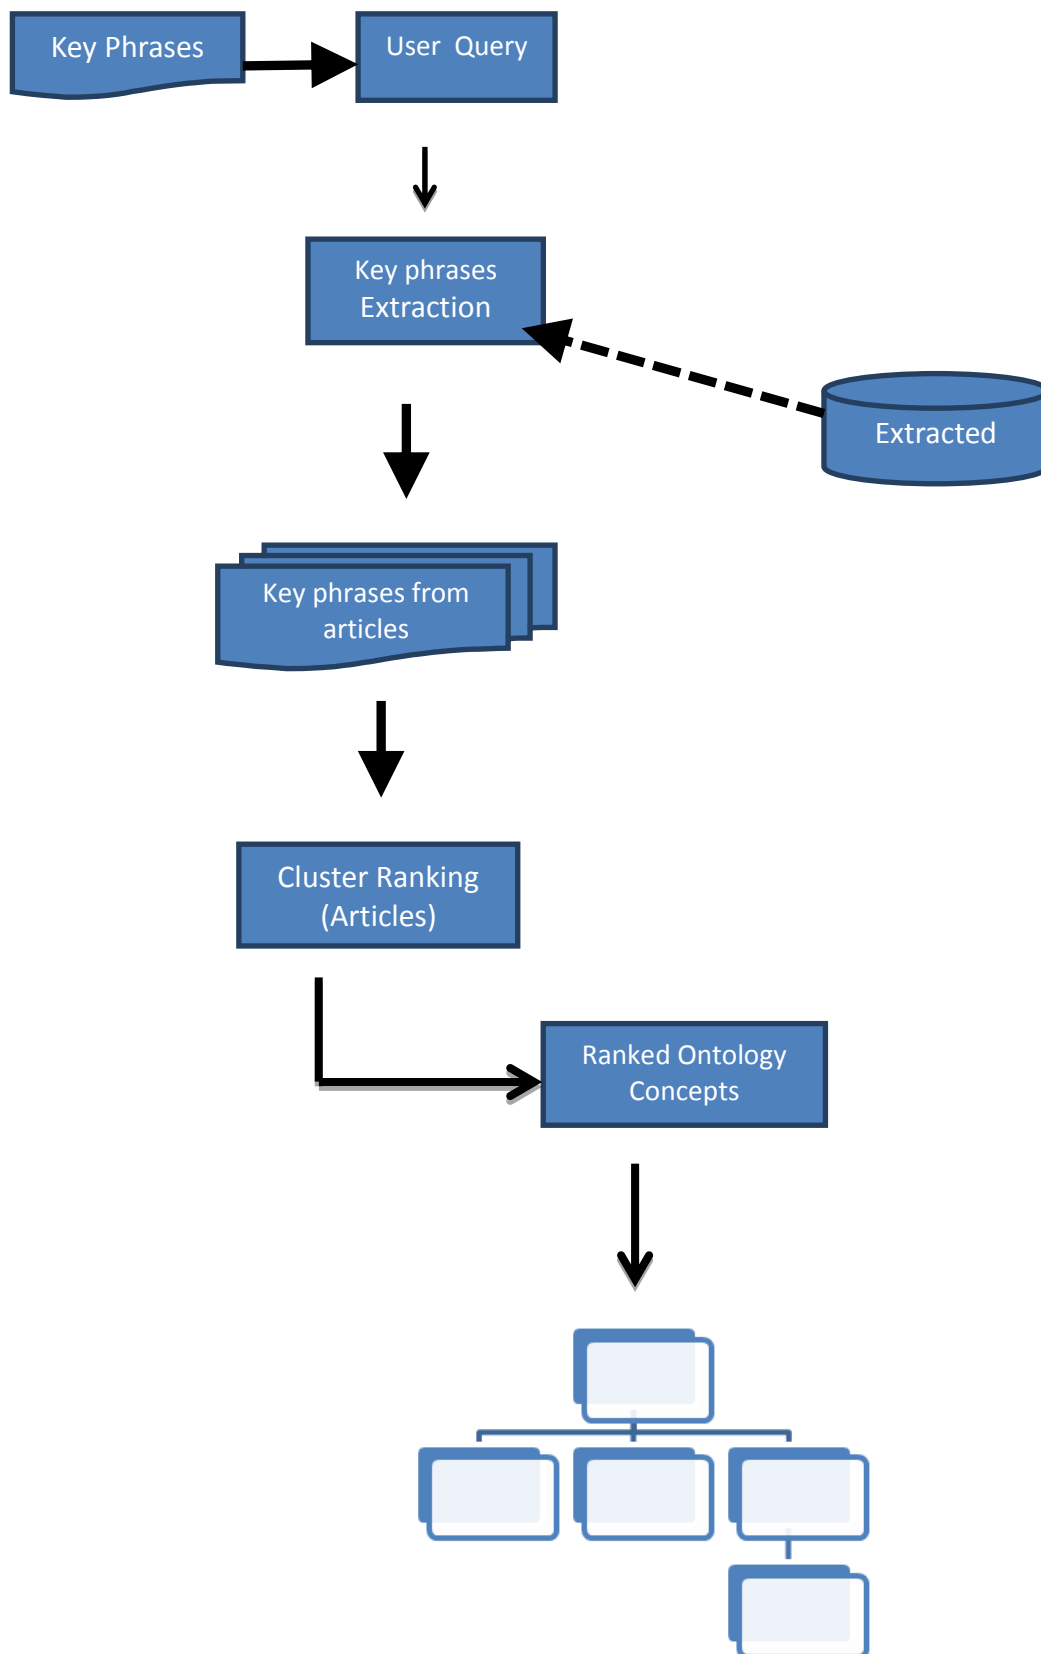 Key Phrases
User Query
Key phrases
Extraction
Extracted
Key phrases from
articles
Cluster Ranking
(Articles)
Ranked Ontology
Concepts